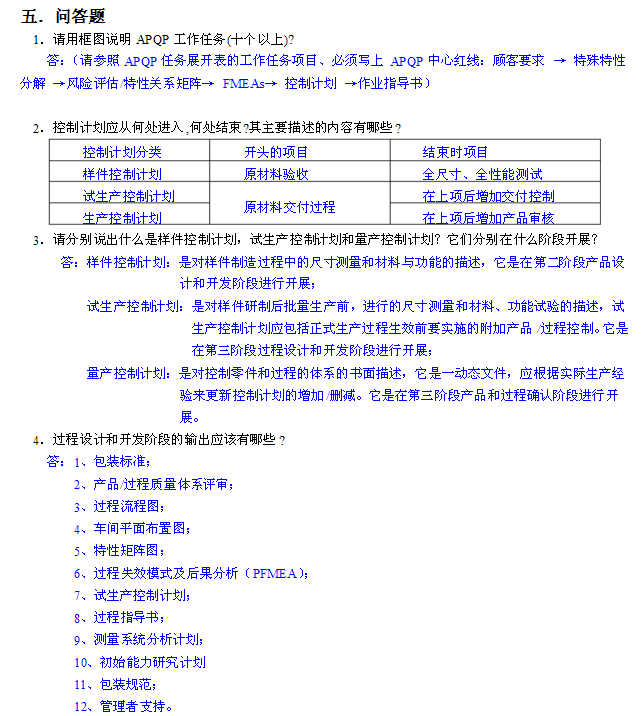 五．问答题
1．请用框图说明 APQP 工作任务(十个以上)?
答：（请参照 APQP 任务展开表的工作任务项目、必须写上 APQP 中心红线：顾客要求 → 特殊特性
分解 →风险评估/特性关系矩阵→ FMEAs→ 控制计划 →作业指导书）
2．控制计划应从何处进入,何处结束?其主要描述的内容有哪些?
控制计划分类 开头的项目 结束时项目
样件控制计划 原材料验收 全尺寸、全性能测试
试生产控制计划 原材料交付过程 在上项后增加交付控制
生产控制计划 在上项后增加产品审核
3．请分别说出什么是样件控制计划，试生产控制计划和量产控制计划？它们分别在什么阶段开展？
答：样件控制计划：是对样件制造过程中的尺寸测量和材料与功能的描述，它是在第二阶段产品设
计和开发阶段进行开展；
试生产控制计划：是对样件研制后批量生产前，进行的尺寸测量和材料、功能试验的描述，试
生产控制计划应包括正式生产过程生效前要实施的附加产品 /过程控制。它是
在第三阶段过程设计和开发阶段进行开展；
量产控制计划：是对控制零件和过程的体系的书面描述，它是一动态文件，应根据实际生产经
验来更新控制计划的增加/删减。它是在第三阶段产品和过程确认阶段进行开
展。
4．过程设计和开发阶段的输出应该有哪些?
答：1、包装标准；
2、产品/过程质量体系评审；
3、过程流程图；
4、车间平面布置图；
5、特性矩阵图；
6、过程失效模式及后果分析（PFMEA）；
7、试生产控制计划；
8、过程指导书；
9、测量系统分析计划；
10、初始能力研究计划
11、包装规范；
12、管理者支持。